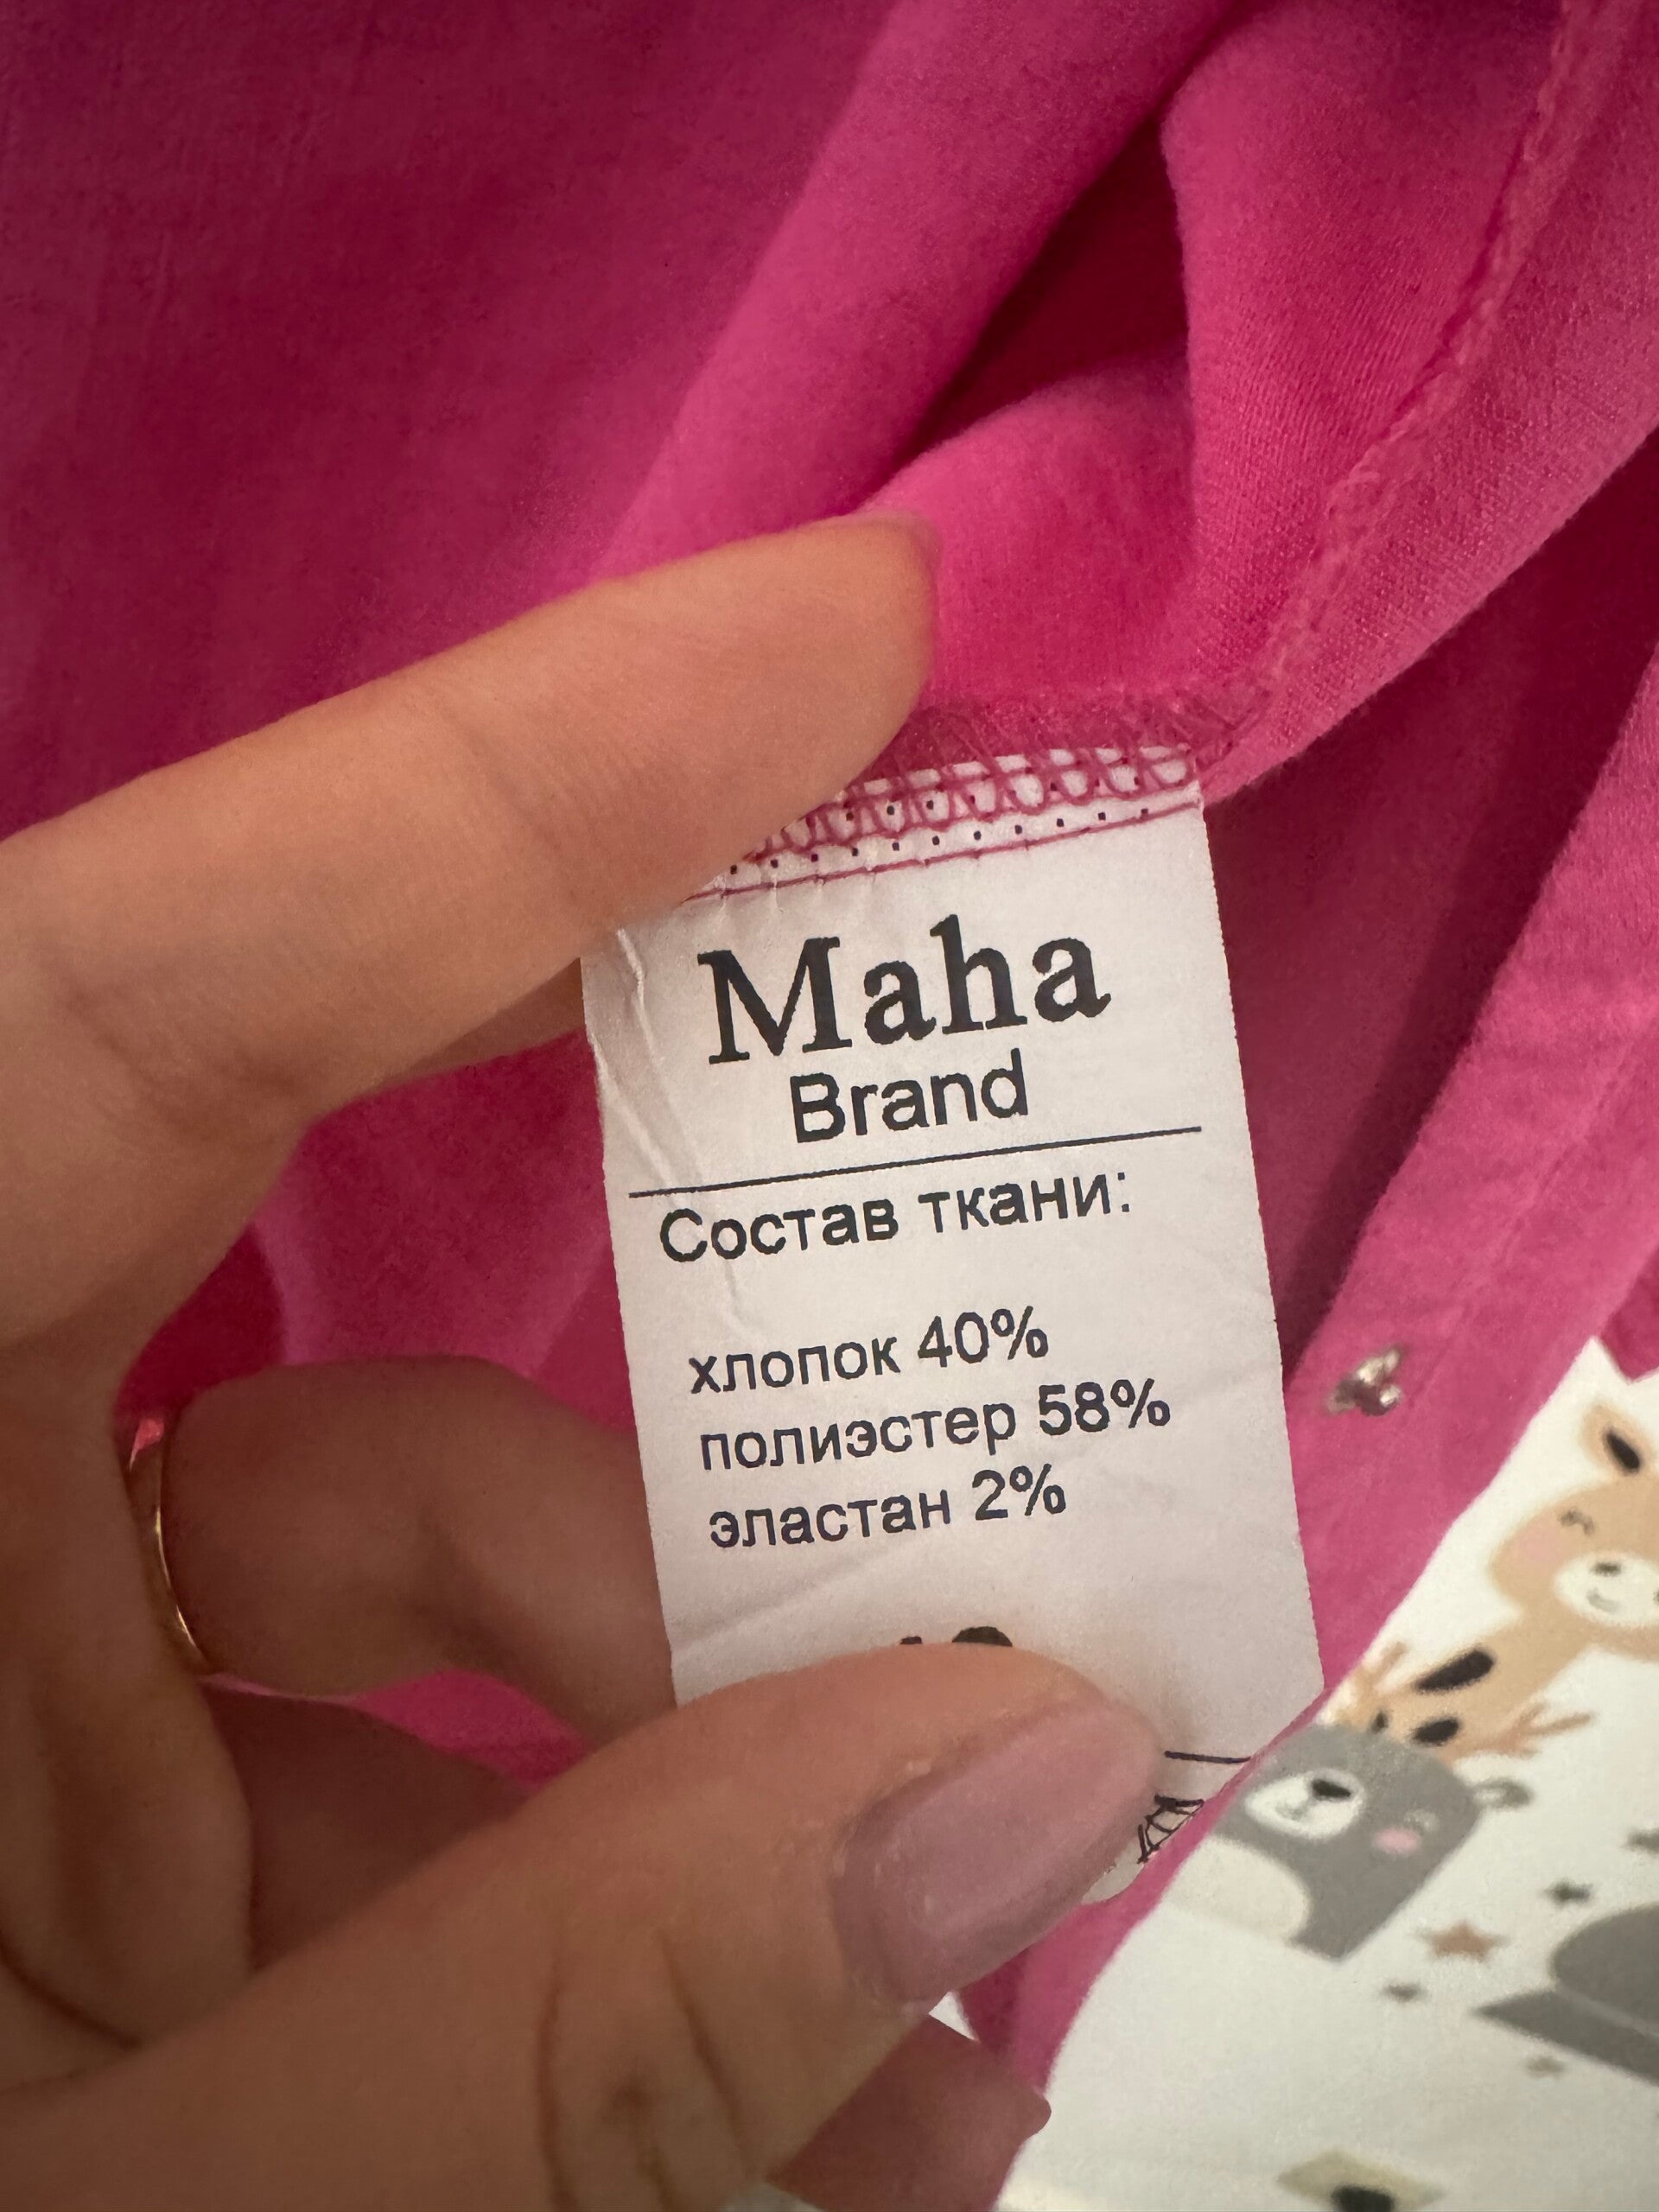 Maha
Brand
Состав ткани:
хлопок 40%
полиэстер 58%
эластан 2%